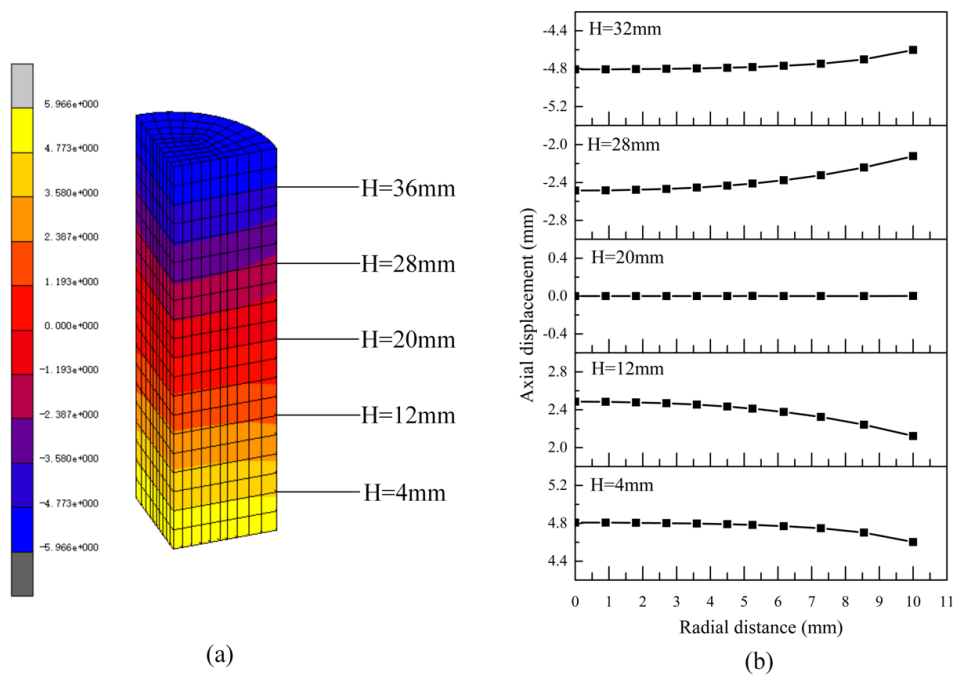 5.966e+000
4.773e+000
3.580e+000
2.387e+000
1.193e+000
0.000e+000
-1.193e+000
-2.387e+000
-3.580e+000
-4.773e+000
-5.966e+000
H=36mm
H=28mm
H=20mm
H=12mm
H=4mm
(a)
Axial displacement (mm)
H=32mm
-4.4
-4.8
-5.2
H=28mm
-2.0
-2.4
-2.8
H=20mm
0.4
0.0
-0.4
H=12mm
2.8
2.4
2.0
H=4mm
5.2
4.8
4.4
0 1 2 3 4 5 6 7 8 9 10 11
Radial distance (mm)
(b)